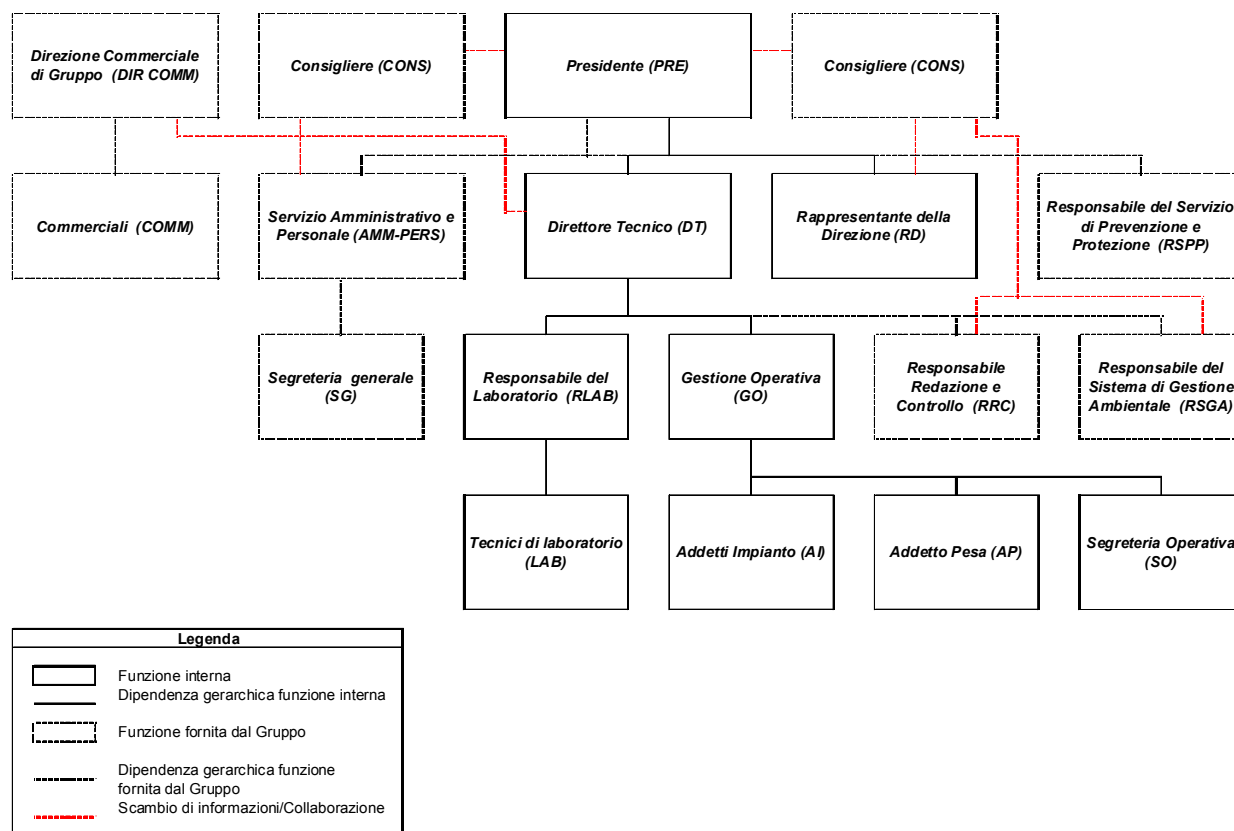 Direzione Commerciale
di Gruppo (DIR COMM)
Consigliere (CONS)
Presidente (PRE)
Consigliere (CONS)
Commerciali (COMM)
Servizio Amministrativo e
Personale (AMM-PERS)
Direttore Tecnico (DT)
Rappresentante della
Direzione (RD)
Responsabile del Servizio
di Prevenzione e
Protezione (RSPP)
Segreteria generale
(SG)
Responsabile del
Laboratorio (RLAB)
Gestione Operativa
(GO)
Responsabile
Redazione e
Controllo (RRC)
Responsabile del
Sistema di Gestione
Ambientale (RSGA)
Tecnici di laboratorio
(LAB)
Addetti Impianto (AI)
Addetto Pesa (AP)
Segreteria Operativa
(SO)
Legenda
Funzione interna
Dipendenza gerarchica funzione interna
Funzione fornita dal Gruppo
Dipendenza gerarchica funzione
fornita dal Gruppo
Scambio di informazioni/Collaborazione